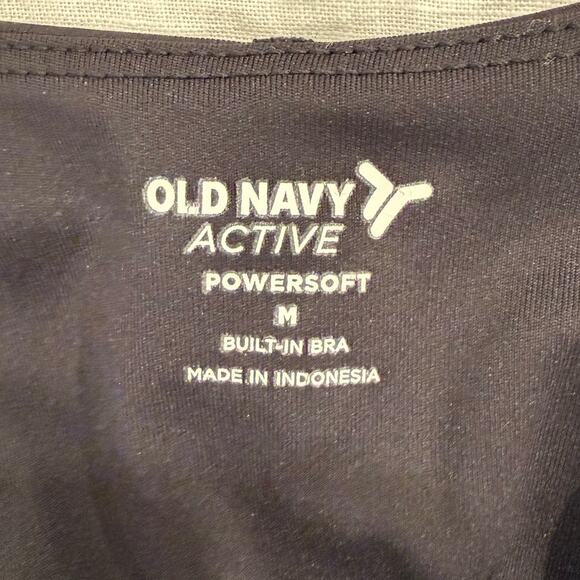 OLD NAVY
ACTIVE
POWERSOFT
M
BUILT-IN BRA
MADE IN INDONESIA